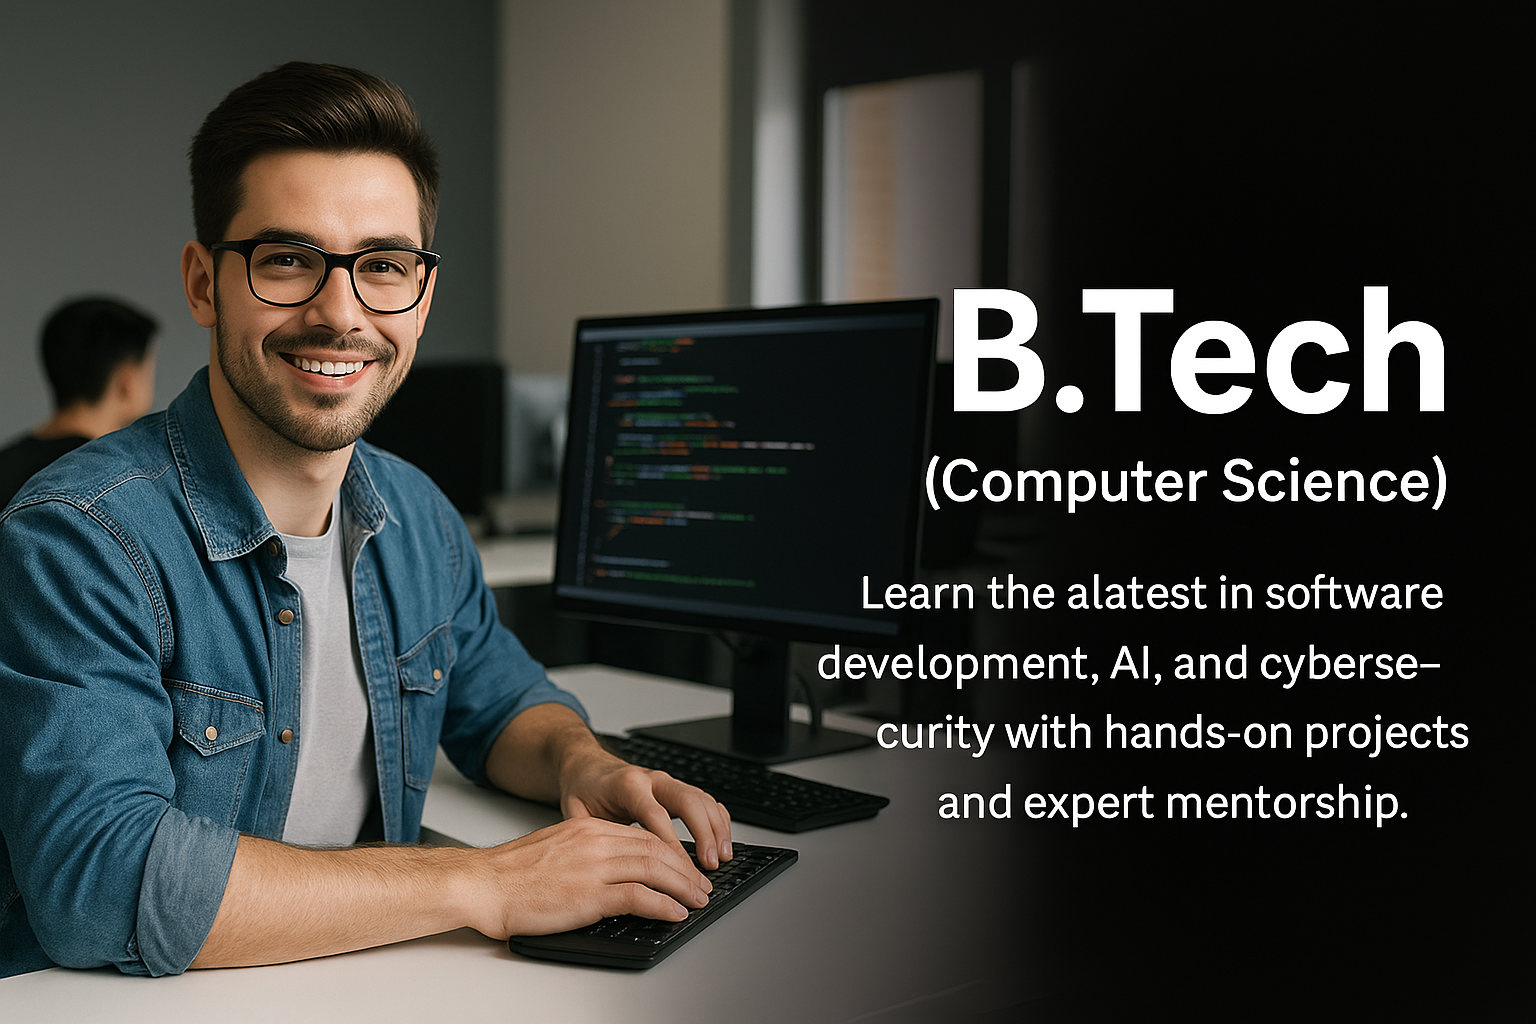 B.Tech
(Computer Science)
Learn the alatest in software
development, AI, and cyberse–
curity with hands-on projects
and expert mentorship.